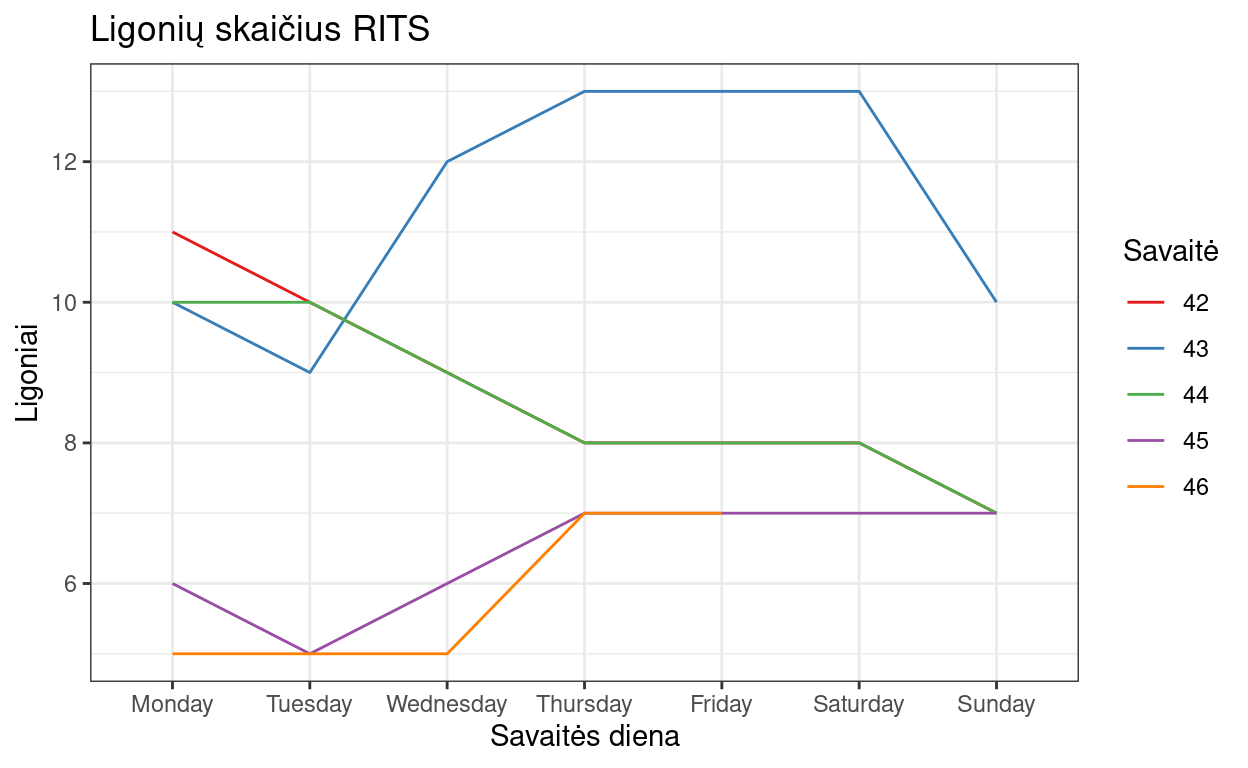 Ligonių skaičius RITS
Ligoniai
12
10
8
6
Monday Tuesday Wednesday Thursday Friday Saturday Sunday
Savaitės diena
Savaitė
42
43
44
45
46